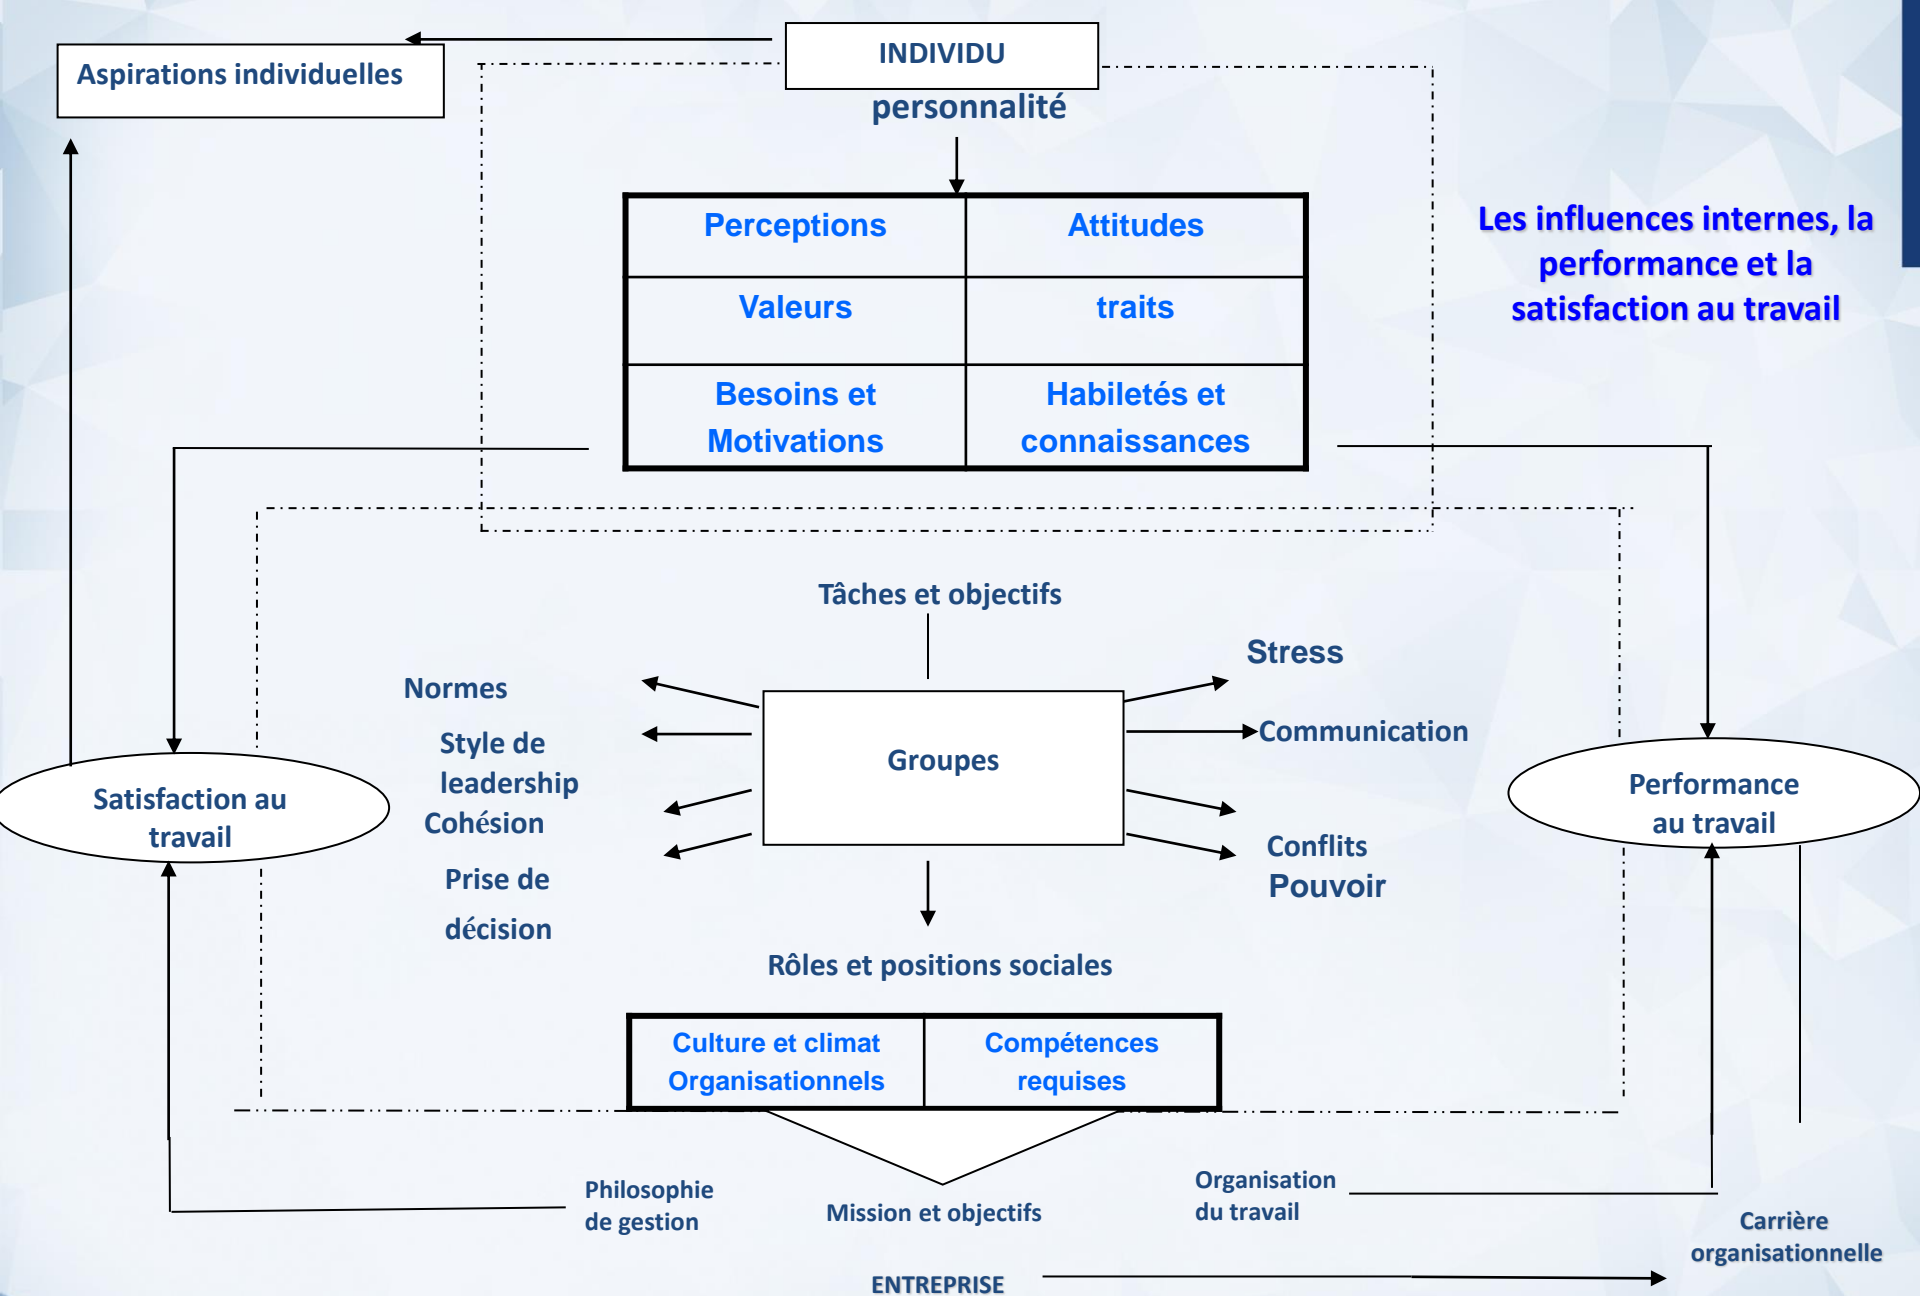 INDIVIDU
Aspirations individuelles
personnalité
Perceptions
Attitudes
Valeurs
traits
Besoins et
Motivations
Habiletés et
connaissances
Les influences internes, la
performance et la
satisfaction au travail
Tâches et objectifs
Normes
Style de
leadership
Cohésion
Prise de
décision
Groupes
Stress
Communication
Conflits
Pouvoir
Satisfaction au
travail
Performance
au travail
Rôles et positions sociales
Culture et climat
Organisationnels
Compétences
requises
Philosophie
de gestion
Mission et objectifs
Organisation
du travail
Carrière
organisationnelle
ENTREPRISE